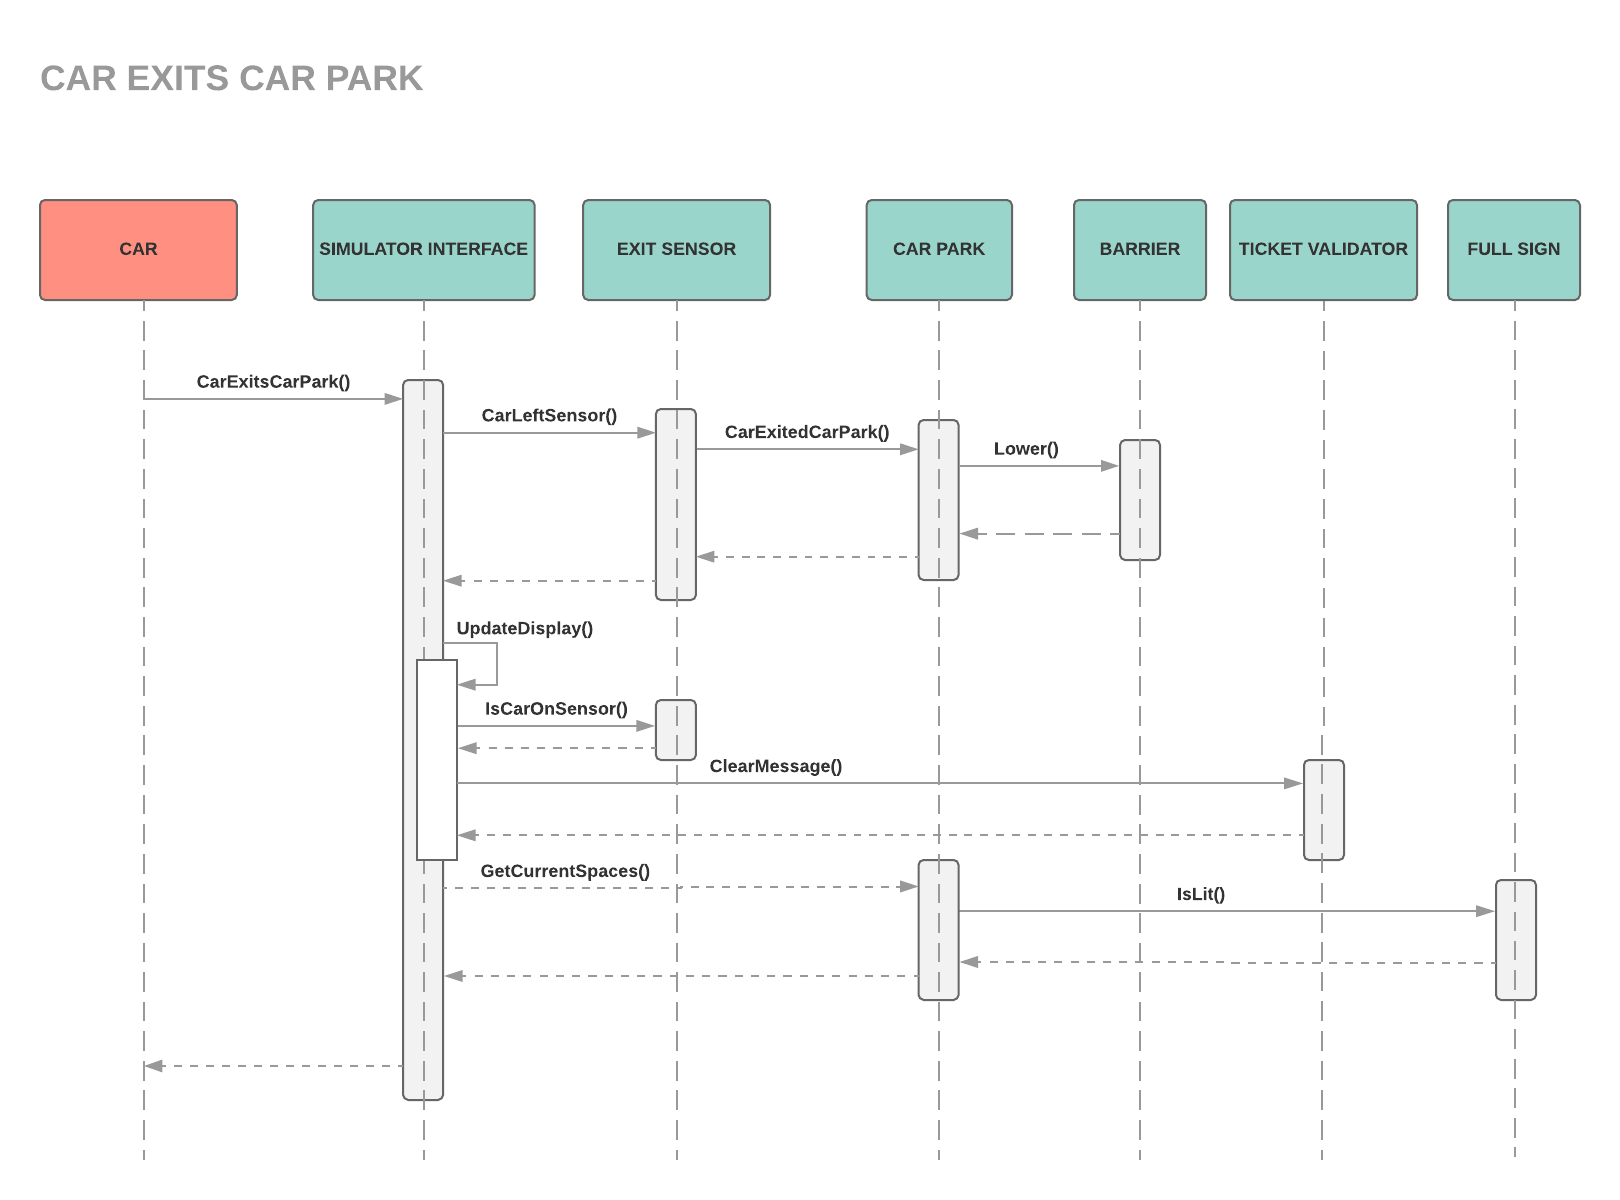 CAR EXITS CAR PARK
CAR
SIMULATOR INTERFACE
EXIT SENSOR
CAR PARK
BARRIER
TICKET VALIDATOR
FULL SIGN
CarExitsCarPark()
CarLeftSensor()
CarExitedCarPark()
Lower()
UpdateDisplay()
IsCarOnSensor()
ClearMessage()
GetCurrentSpaces()
IsLit()